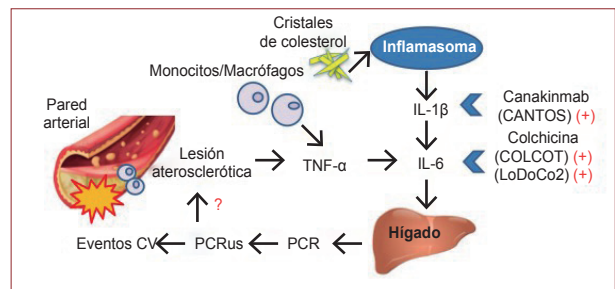 Cristales
de colesterol
Inflamasoma
Monocitos/Macrófagos
Pared
arterial
IL-1β
Canakinmab
(CANTOS) (+)
Colchicina
(COLCOT) (+)
(LoDoCo2) (+)
Lesión
aterosclerótica
TNF-α
IL-6
?
Hígado
Eventos CV
PCRus
PCR